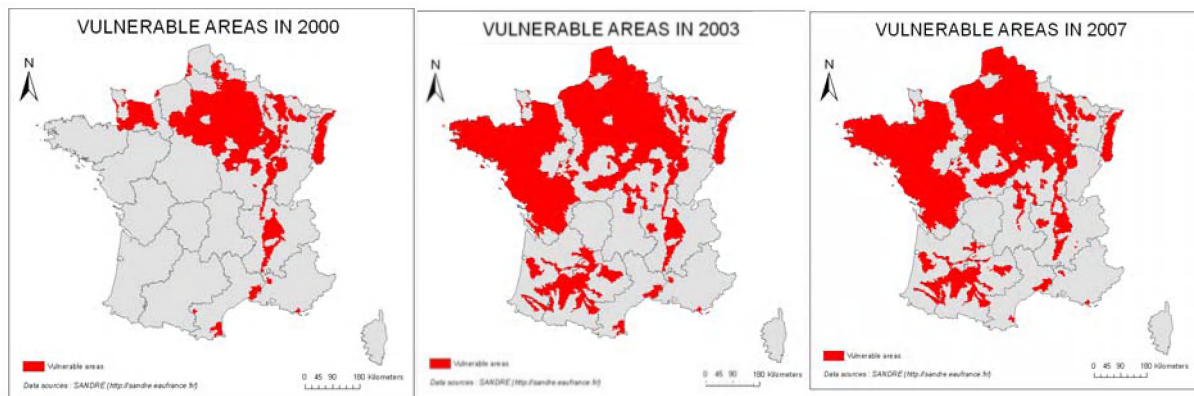 VULNERABLE AREAS IN 2000
N
Vulnerable areas
0 45 90 180 Kilometers
Data sources : SANDRE (http://sandre.eaufrance.fr)
VULNERABLE AREAS IN 2003
N
Vulnerable areas
0 45 90 180 Kilometers
Data sources : SANDRE (http://sandre.eaufrance.fr)
VULNERABLE AREAS IN 2007
N
Vulnerable areas
0 45 90 180 Kilometers
Data sources : SANDRE (http://sandre.eaufrance.fr)